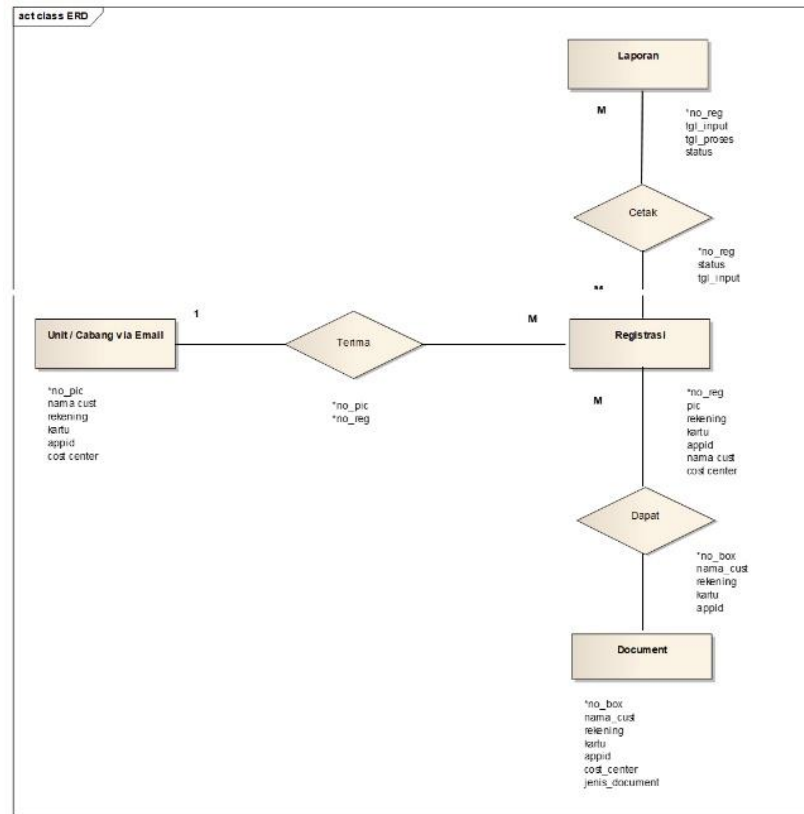 act class ERD
Laporan
M
*no_reg
tgl_input
tgl_proses
status
Cetak
*no_reg
status
tgl_input
M
Unit / Cabang via Email
1
Terima
M
Registrasi
*no_pic
nama cust
rekening
kartu
appid
cost center
*no_pic
*no_reg
M
*no_reg
pic
rekening
kartu
appid
nama cust
cost center
Dapat
*no_box
nama_cust
rekening
kartu
appid
Document
*no_box
nama_cust
rekening
kartu
appid
cost_center
jenis_document